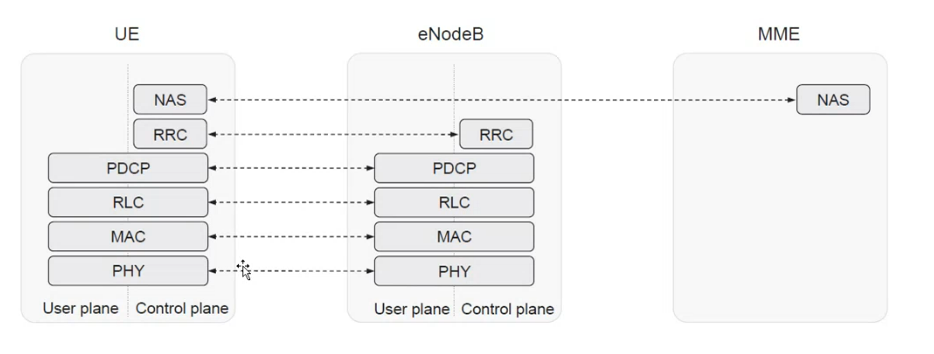 UE eNodeB MME
NAS NAS
RRC RRC
PDCP PDCP
RLC RLC
MAC MAC
PHY PHY
User plane Control plane User plane Control plane